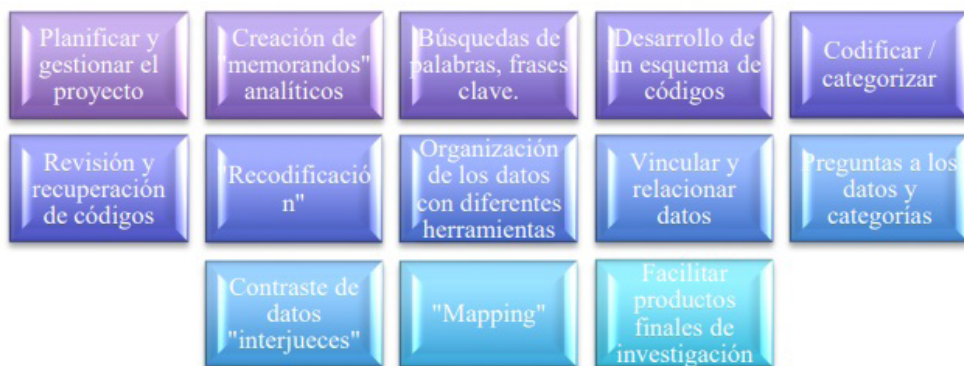 Planificar y
gestionar el
proyecto
Creación de
"memorandos"
analíticos
Búsquedas de
palabras, frases
clave.
Desarrollo de
un esquema de
códigos
Codificar /
categorizar
Revisión y
recuperación
de códigos
"Recodificació
n"
Organización
de los datos
con diferentes
herramientas
Vincular y
relacionar
datos
Preguntas a los
datos y
categorías
Contraste de
datos
"interjueces"
"Mapping"
Facilitar
productos
finales de
investigación